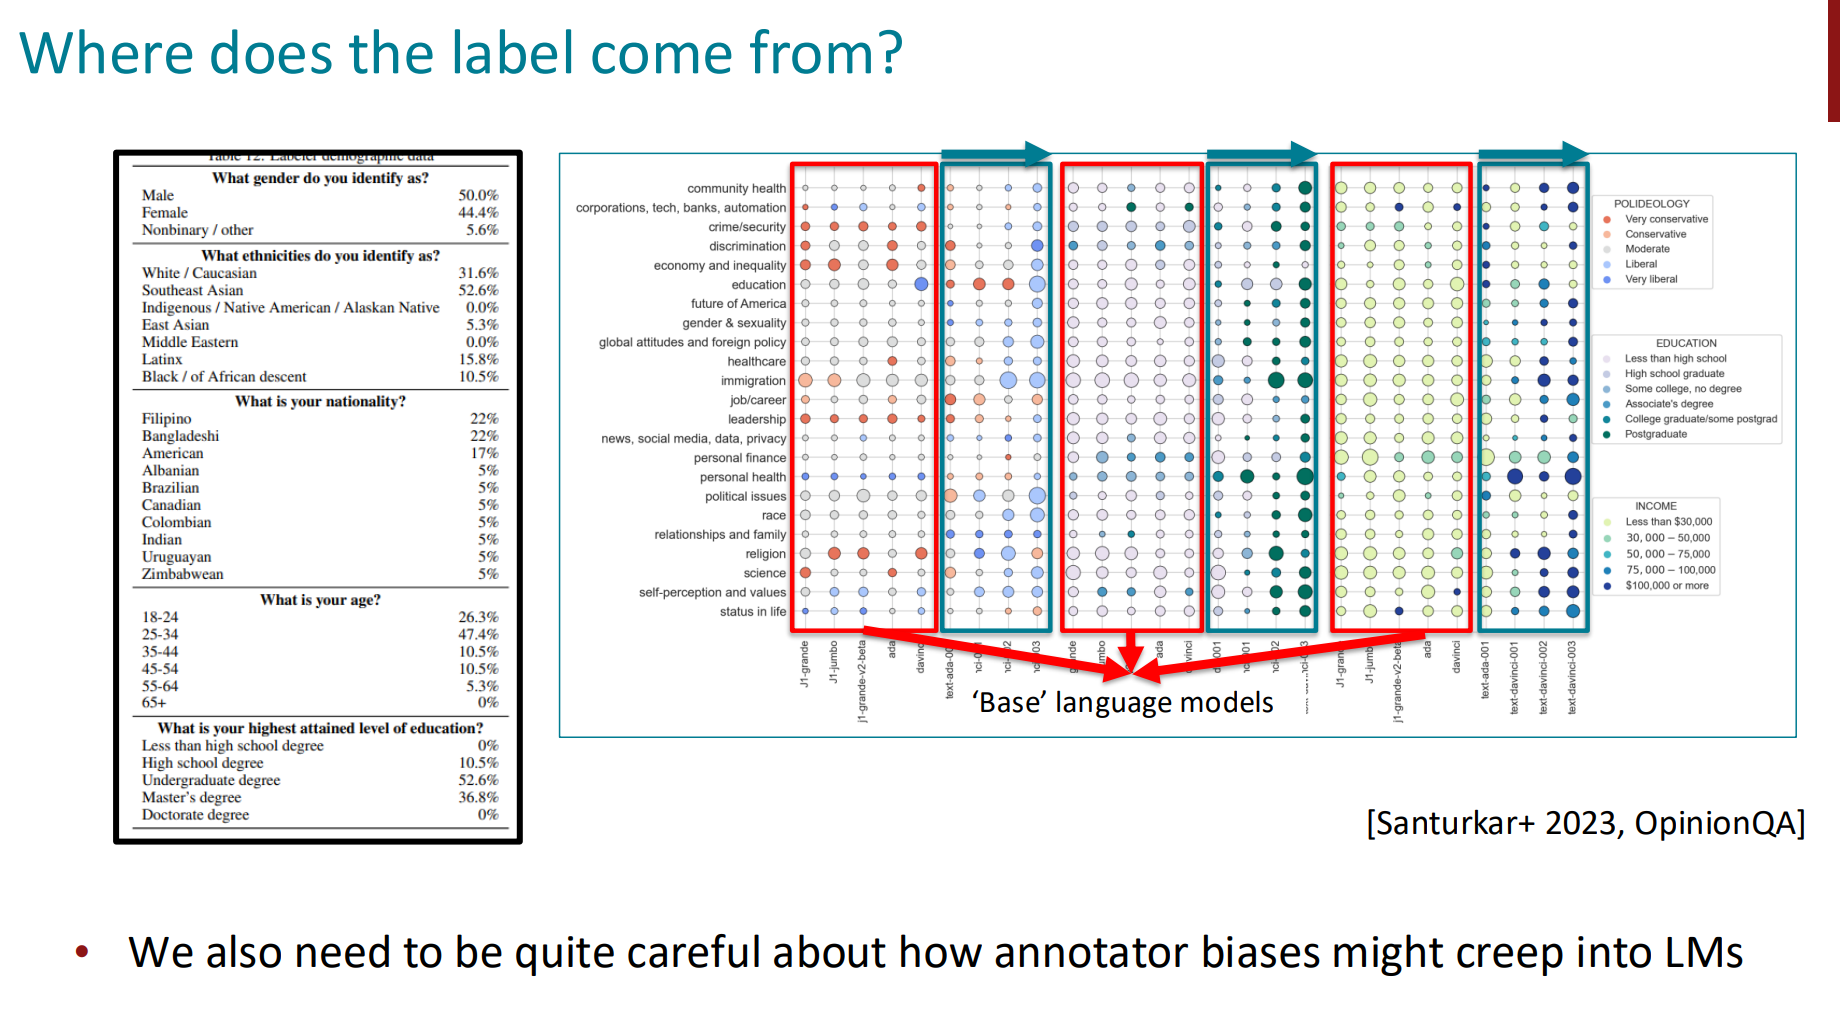 Where does the label come from?
Table 12: Labeler demographic data
What gender do you identify as?
Male 50.0%
Female 44.4%
Nonbinary / other 5.6%
What ethnicities do you identify as?
White / Caucasian 31.6%
Southeast Asian 52.6%
Indigenous / Native American / Alaskan Native 0.0%
East Asian 5.3%
Middle Eastern 0.0%
Latinx 15.8%
Black / of African descent 10.5%
What is your nationality?
Filipino 22%
Bangladeshi 22%
American 17%
Albanian 5%
Brazilian 5%
Canadian 5%
Colombian 5%
Indian 5%
Uruguayan 5%
Zimbabwean 5%
What is your age?
18-24 26.3%
25-34 47.4%
35-44 10.5%
45-54 10.5%
55-64 5.3%
65+ 0%
What is your highest attained level of education?
Less than high school degree 0%
High school degree 10.5%
Undergraduate degree 52.6%
Master's degree 36.8%
Doctorate degree 0%
community health
corporations, tech, banks, automation
crime/security
discrimination
economy and inequality
education
future of America
gender & sexuality
global attitudes and foreign policy
healthcare
immigration
job/career
leadership
news, social media, data, privacy
personal finance
personal health
political issues
race
relationships and family
religion
science
self-perception and values
status in life
POLIDEOLOGY
Very conservative
Conservative
Moderate
Liberal
Very liberal
EDUCATION
Less than high school
High school graduate
Some college, no degree
Associate's degree
College graduate/some postgrad
Postgraduate
INCOME
Less than $30,000
30,000 – 50,000
50,000 – 75,000
75,000 – 100,000
$100,000 or more
J1-grande
J1-jumbo
j1-grande-v2-beta
ada
davinci
ada
J1-grande
j1-grande-v2-beta
ada
davinci
text-ada-001
text-davinci-001
text-davinci-002
text-davinci-003
‘Base’ language models
[Santurkar+ 2023, OpinionQA]
• We also need to be quite careful about how annotator biases might creep into LMs